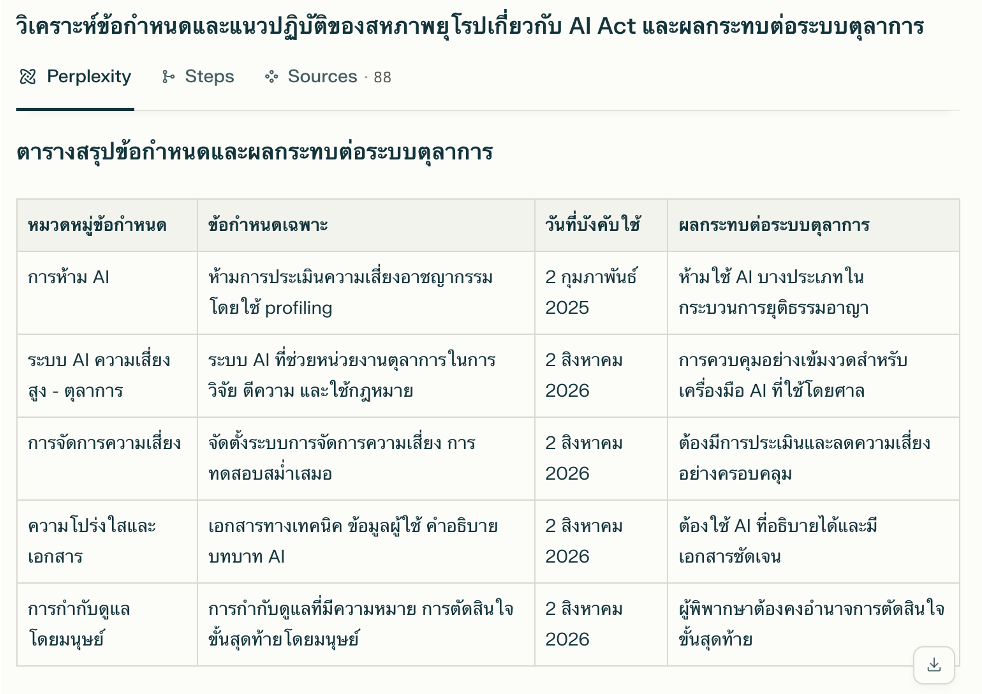 วิเคราะห์ข้อกำหนดและแนวปฏิบัติของสหภาพยุโรปเกี่ยวกับ AI Act และผลกระทบต่อระบบตุลาการ
Perplexity Steps Sources · 88
ตารางสรุปข้อกำหนดและผลกระทบต่อระบบตุลาการ
หมวดหมู่ข้อกำหนด ข้อกำหนดเฉพาะ วันที่บังคับใช้ ผลกระทบต่อระบบตุลาการ
การห้าม AI ห้ามการประเมินความเสี่ยงอาชญากรรม 2 กุมภาพันธ์ ห้ามใช้ AI บางประเภทใน
โดยใช้ profiling 2025 กระบวนการยุติธรรมอาญา
ระบบ AI ความเสี่ยง ระบบ AI ที่ช่วยหน่วยงานตุลาการในการ 2 สิงหาคม การควบคุมอย่างเข้มงวดสำหรับ
สูง - ตุลาการ วิจัย ตีความ และใช้กฎหมาย 2026 เครื่องมือ AI ที่ใช้โดยศาล
การจัดการความเสี่ยง จัดตั้งระบบการจัดการความเสี่ยง การ 2 สิงหาคม ต้องมีการประเมินและลดความเสี่ยง
ทดสอบสม่ำเสมอ 2026 อย่างครอบคลุม
ความโปร่งใสและ เอกสารทางเทคนิค ข้อมูลผู้ใช้ คำอธิบาย 2 สิงหาคม ต้องใช้ AI ที่อธิบายได้และมี
เอกสาร บทบาท AI 2026 เอกสารชัดเจน
การกำกับดูแล การกำกับดูแลที่มีความหมาย การตัดสินใจ 2 สิงหาคม ผู้พิพากษาต้องคงอำนาจการตัดสินใจ
โดยมนุษย์ ขั้นสุดท้ายโดยมนุษย์ 2026 ขั้นสุดท้าย